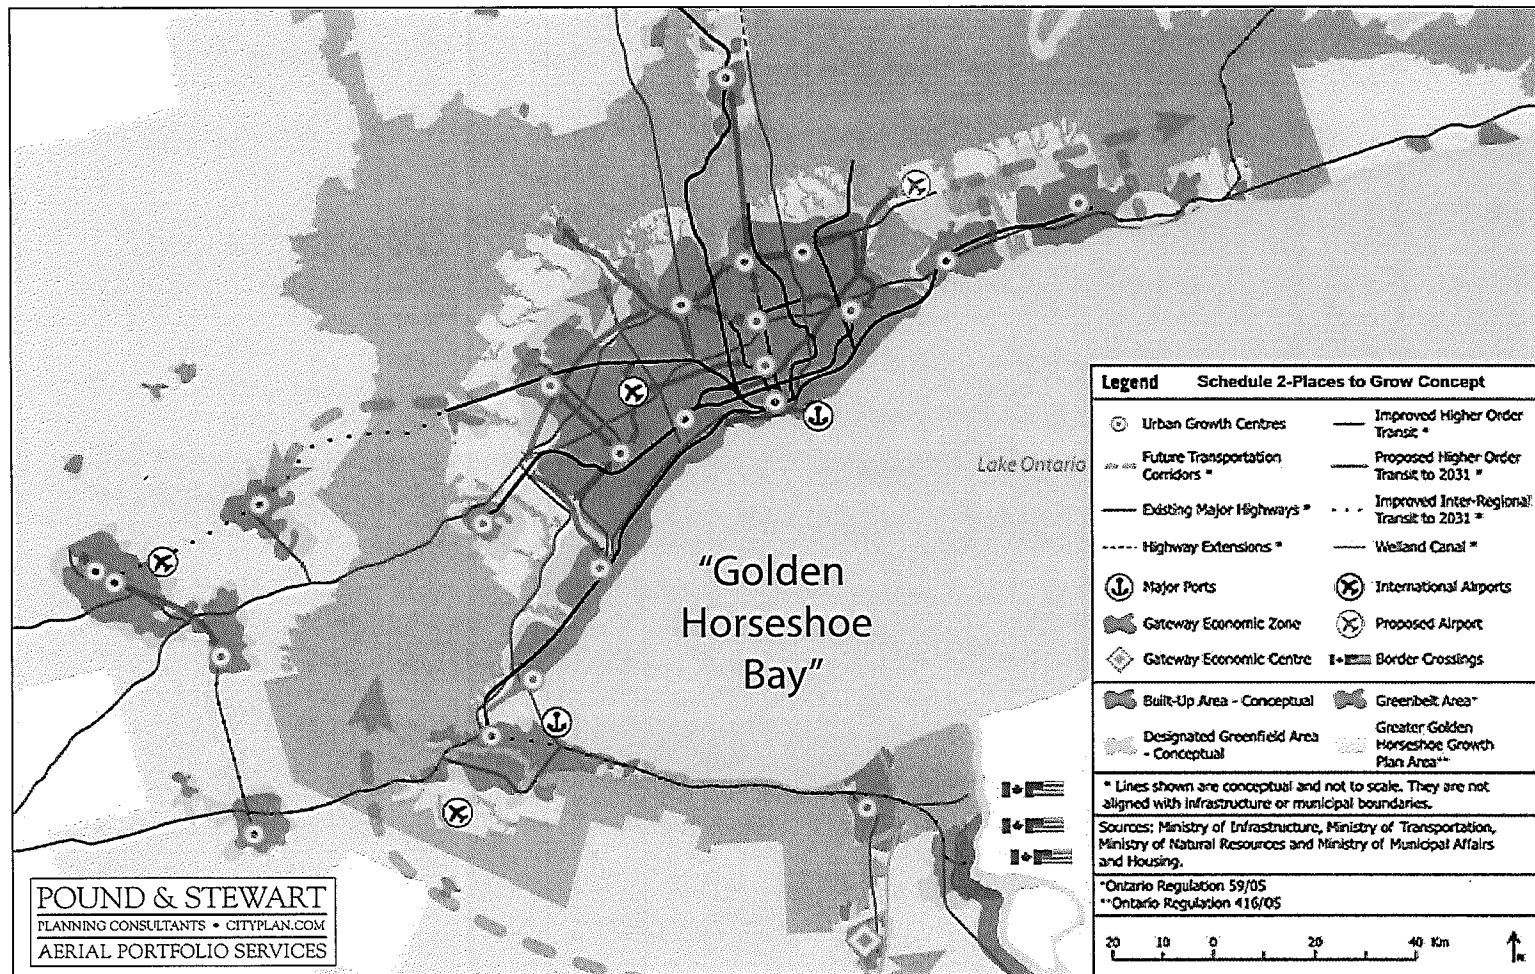 Lake Ontario
"Golden
Horseshoe
Bay"
POUND & STEWART
PLANNING CONSULTANTS • CITYPLAN.COM
AERIAL PORTFOLIO SERVICES
Legend Schedule 2-Places to Grow Concept
Urban Growth Centres
Future Transportation
Corridors *
Existing Major Highways *
Highway Extensions *
Major Ports
Gateway Economic Zone
Gateway Economic Centre
Improved Higher Order
Transit *
Proposed Higher Order
Transit to 2031 *
Improved Inter-Regional
Transit to 2031 *
Welland Canal *
International Airports
Proposed Airport
Border Crossings
Built-Up Area - Conceptual
Designated Greenfield Area
- Conceptual
Greenbelt Area*
Greater Golden
Horseshoe Growth
Plan Area**
* Lines shown are conceptual and not to scale. They are not
aligned with infrastructure or municipal boundaries.
Sources: Ministry of Infrastructure, Ministry of Transportation,
Ministry of Natural Resources and Ministry of Municipal Affairs
and Housing.
*Ontario Regulation 59/05
**Ontario Regulation 416/05
20 10 0 20 40 Km